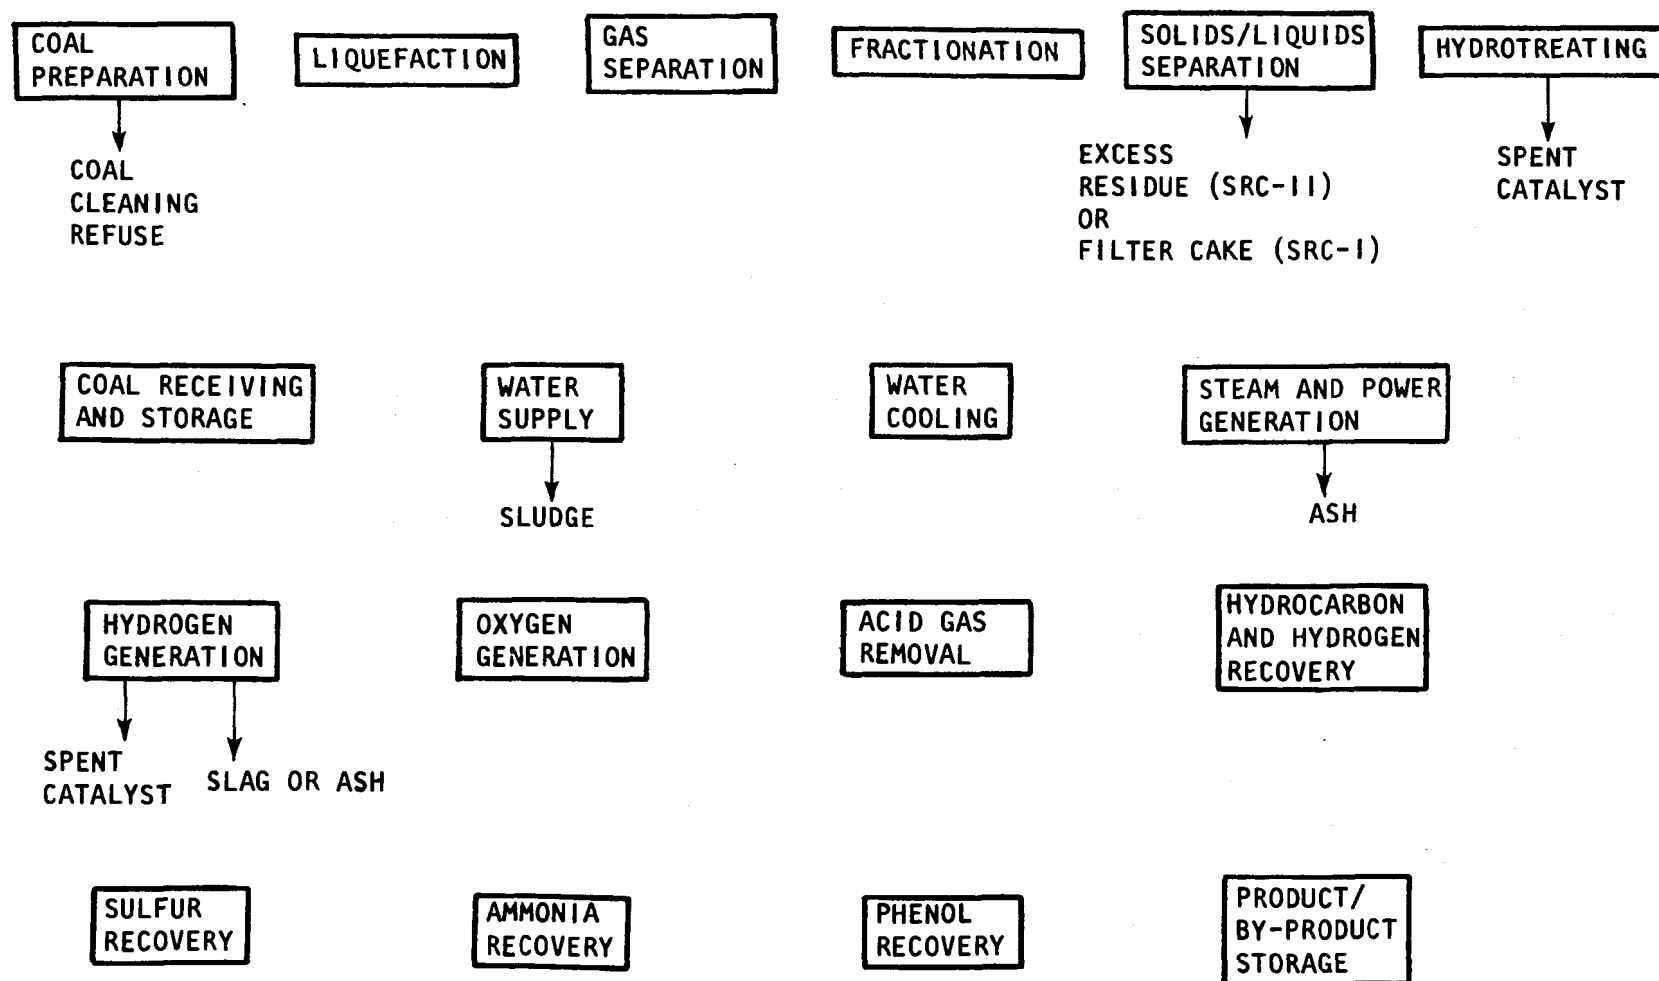 COAL
PREPARATION
LIQUEFACTION
GAS
SEPARATION
FRACTIONATION
SOLIDS/LIQUIDS
SEPARATION
HYDROTREATING
COAL
CLEANING
REFUSE
EXCESS
RESIDUE (SRC-II)
OR
FILTER CAKE (SRC-I)
SPENT
CATALYST
COAL RECEIVING
AND STORAGE
WATER
SUPPLY
WATER
COOLING
STEAM AND POWER
GENERATION
SLUDGE
ASH
HYDROGEN
GENERATION
OXYGEN
GENERATION
ACID GAS
REMOVAL
HYDROCARBON
AND HYDROGEN
RECOVERY
SPENT
CATALYST
SLAG OR ASH
SULFUR
RECOVERY
AMMONIA
RECOVERY
PHENOL
RECOVERY
PRODUCT/
BY-PRODUCT
STORAGE